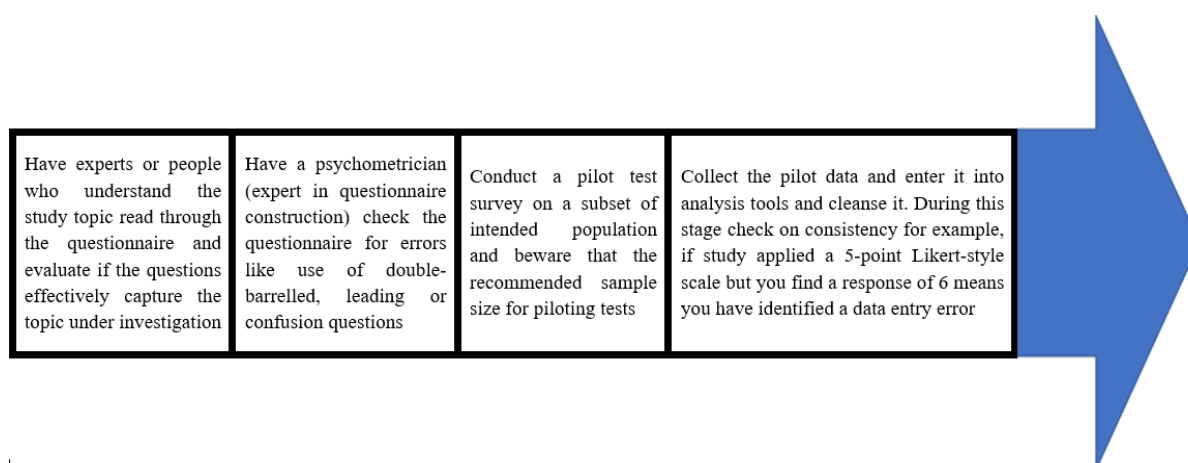 Have experts or people
who understand the
study topic read through
the questionnaire and
evaluate if the questions
effectively capture the
topic under investigation
Have a psychometrician
(expert in questionnaire
construction) check the
questionnaire for errors
like use of double-
barrelled, leading or
confusion questions
Conduct a pilot test
survey on a subset of
intended population
and beware that the
recommended sample
size for piloting tests
Collect the pilot data and enter it into
analysis tools and cleanse it. During this
stage check on consistency for example,
if study applied a 5-point Likert-style
scale but you find a response of 6 means
you have identified a data entry error